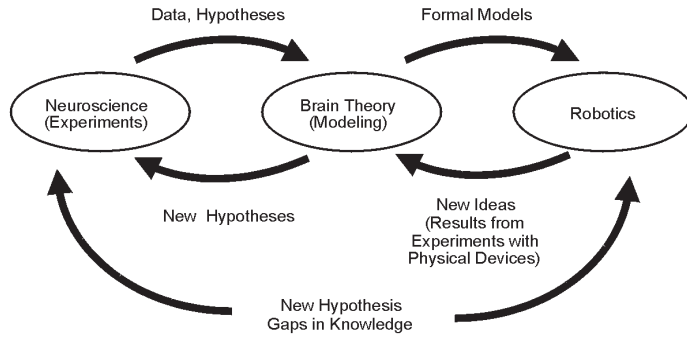 Data, Hypotheses
Formal Models
Neuroscience
(Experiments)
Brain Theory
(Modeling)
Robotics
New Hypotheses
New Ideas
(Results from
Experiments with
Physical Devices)
New Hypothesis
Gaps in Knowledge